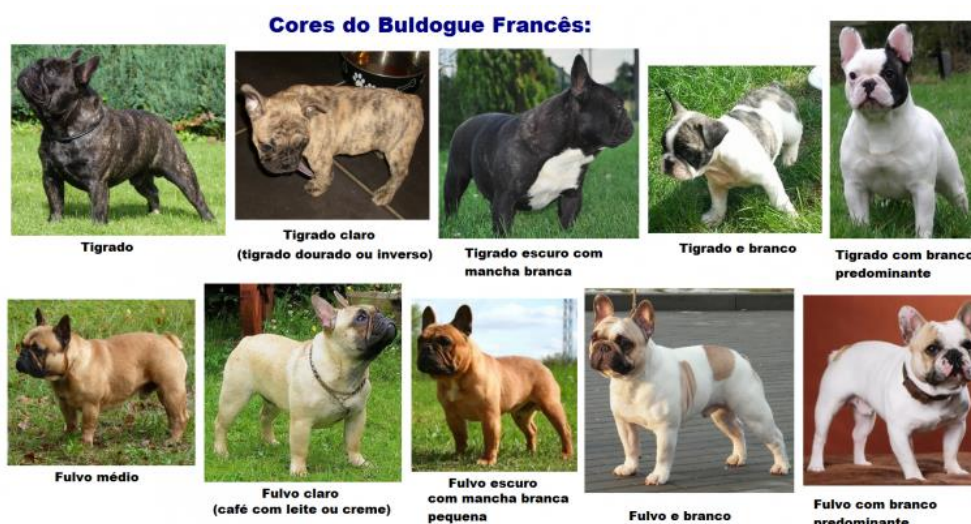 Cores do Buldogue Francês:
Tigrado
Tigrado claro
(tigrado dourado ou inverso)
Tigrado escuro com
mancha branca
Tigrado e branco
Tigrado com branco
predominante
Fulvo médio
Fulvo claro
(café com leite ou creme)
Fulvo escuro
com mancha branca
pequena
Fulvo e branco
Fulvo com branco
predominante